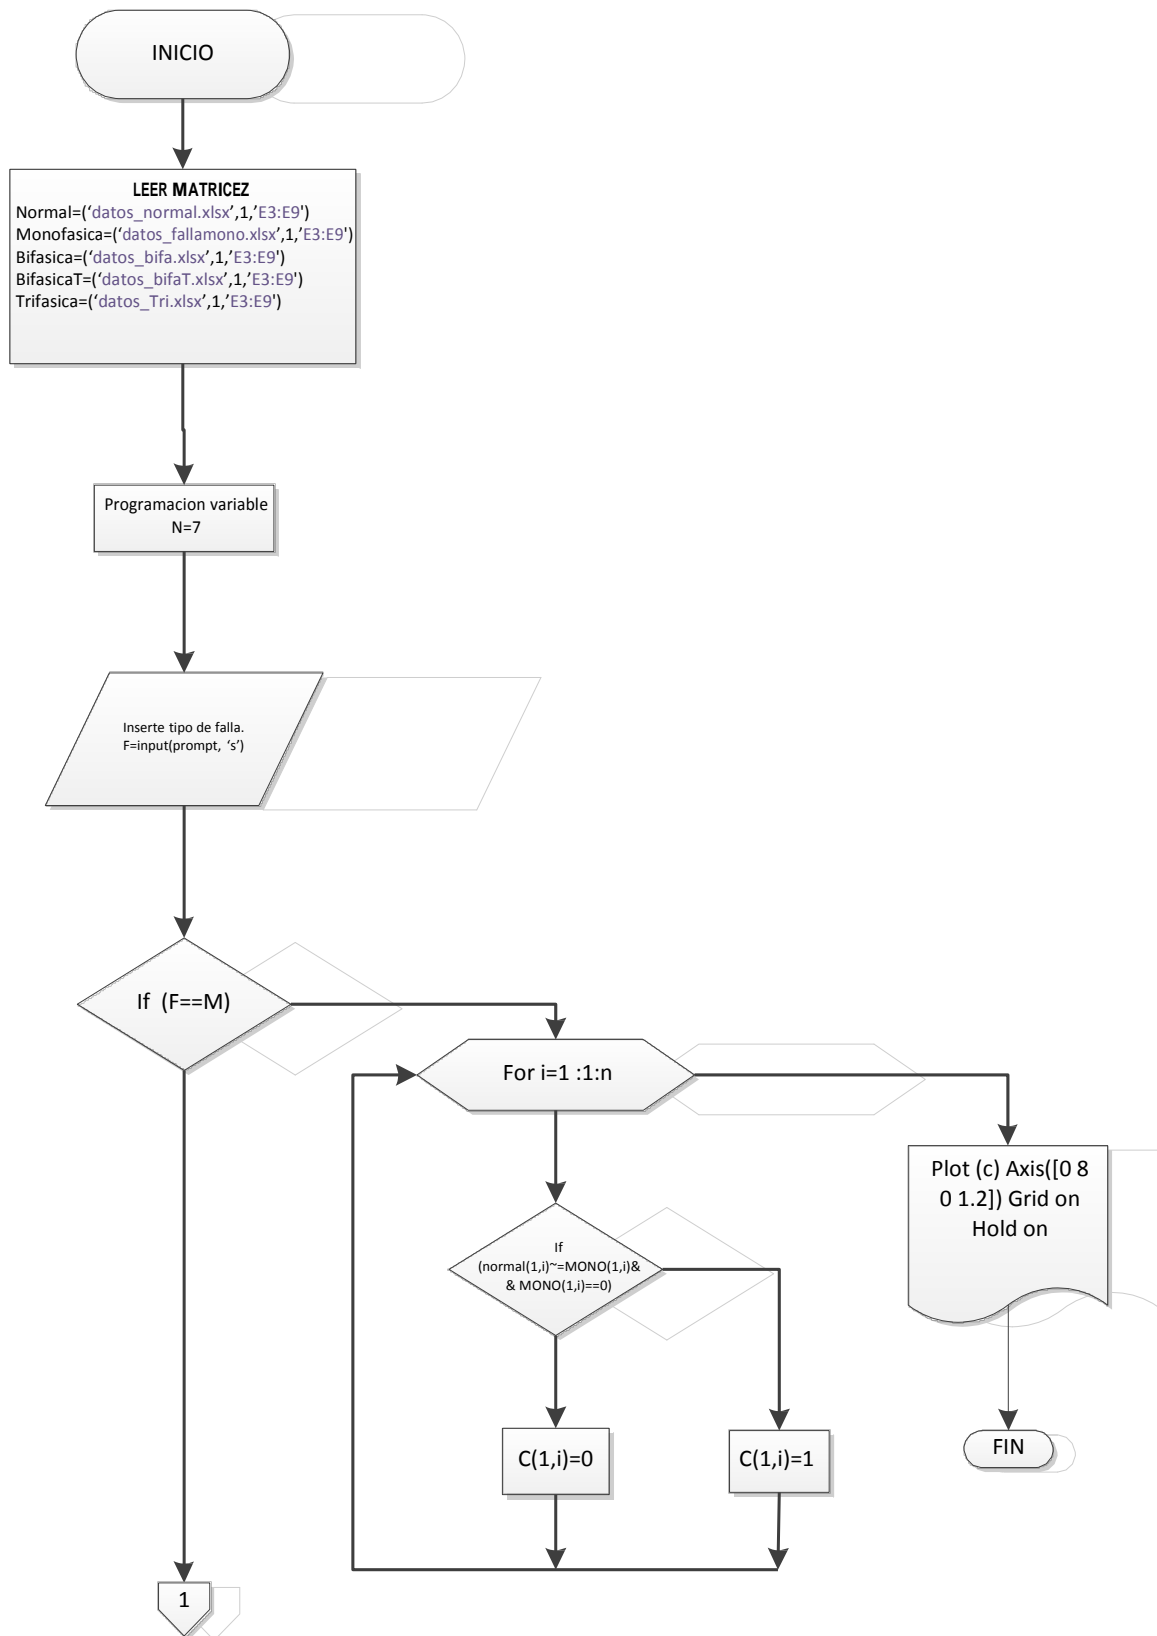 INICIO
LEER MATRICEZ
Normal=(‘datos_normal.xlsx’,1,’E3:E9')
Monofasica=(‘datos_fallamono.xlsx’,1,’E3:E9')
Bifasica=(‘datos_bifa.xlsx’,1,’E3:E9')
BifasicaT=(‘datos_bifaT.xlsx’,1,’E3:E9')
Trifasica=(‘datos_Tri.xlsx’,1,’E3:E9')
Programacion variable
N=7
Inserte tipo de falla.
F=input(prompt, ‘s’)
If (F==M)
For i=1 :1:n
Plot (c) Axis([0 8
0 1.2]) Grid on
Hold on
If
(normal(1,i)~=MONO(1,i)&
& MONO(1,i)==0)
C(1,i)=0
C(1,i)=1
FIN
1